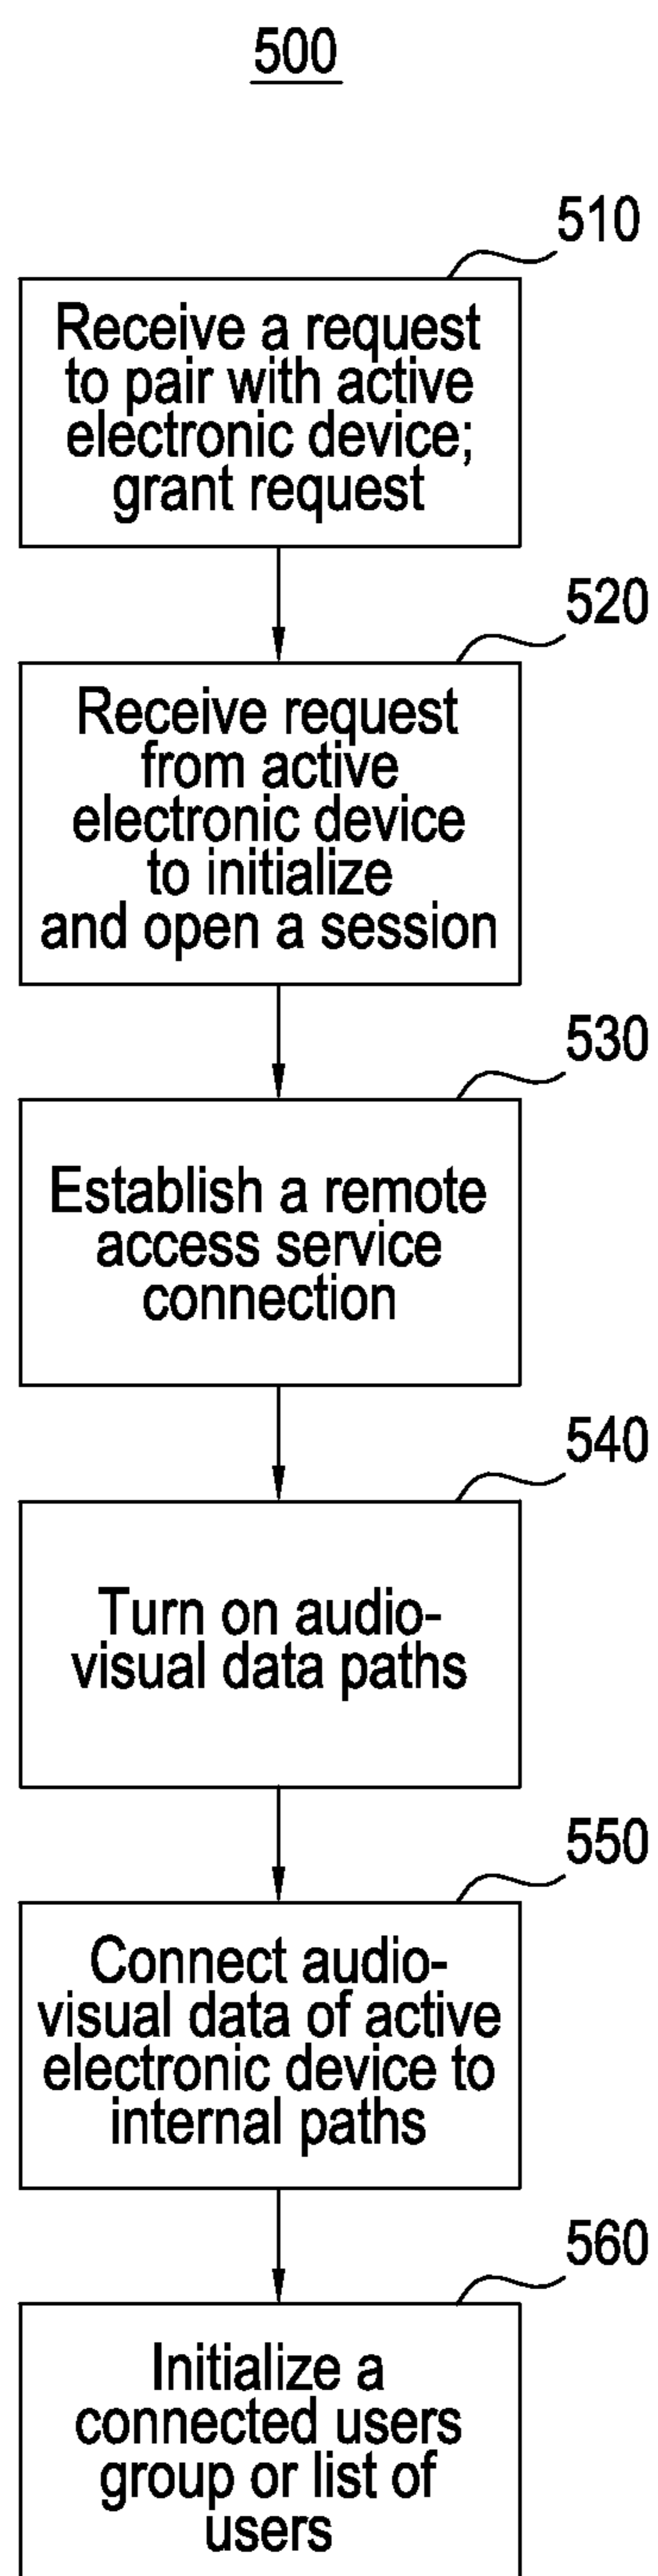 500
510
Receive a request
to pair with active
electronic device;
grant request
520
Receive request
from active
electronic device
to initialize
and open a session
530
Establish a remote
access service
connection
540
Turn on audio-
visual data paths
550
Connect audio-
visual data of active
electronic device to
internal paths
560
Initialize a
connected users
group or list of
users